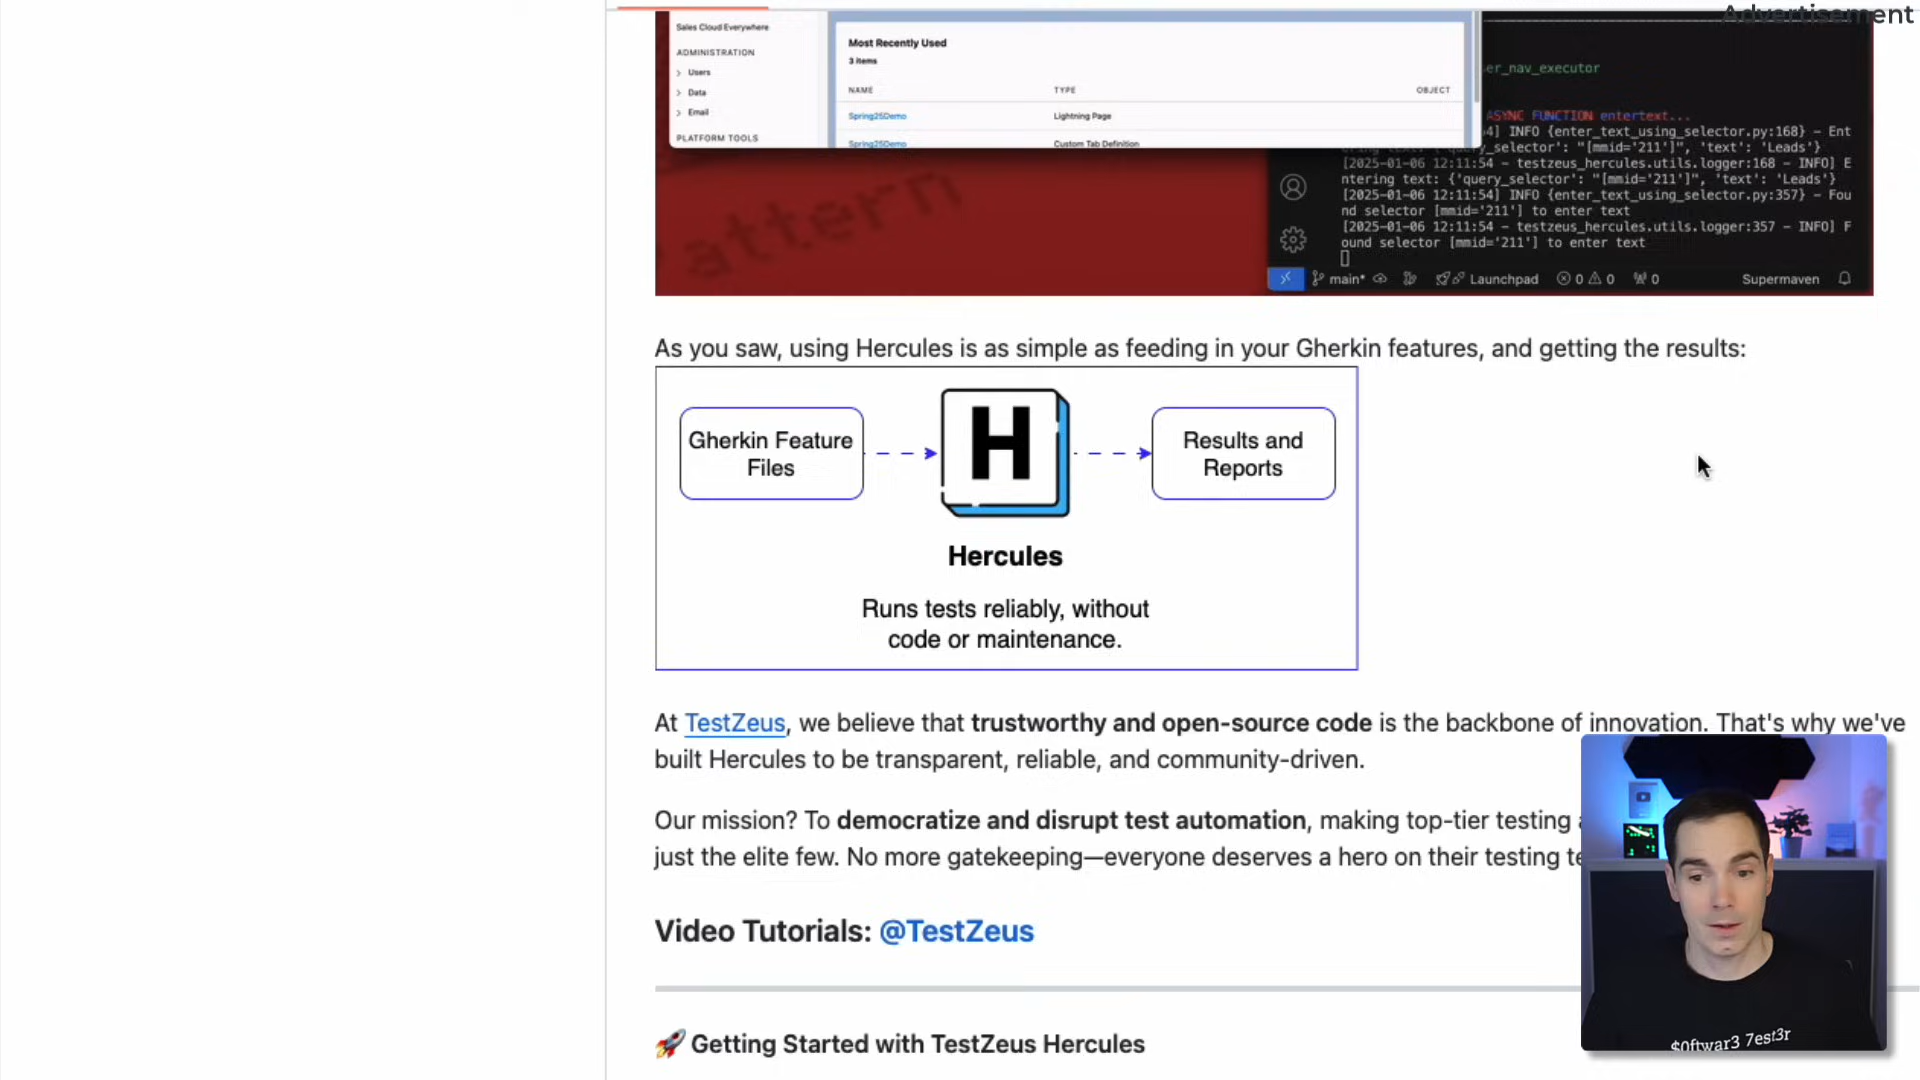 Advertisement
Sales Cloud Everywhere
ADMINISTRATION
Users
Data
Email
PLATFORM TOOLS
Most Recently Used
3 items
NAME TYPE OBJECT
Spring25Demo Lightning Page
Spring25Demo Custom Tab Definition
attern
er_nav_executor
ASYNC FUNCTION entertext...
4] INFO {enter_text_using_selector.py:168} - Ent
ering text: {'query_selector': "[mmid='211']", 'text': 'Leads'}
[2025-01-06 12:11:54 - testzeus_hercules.utils.logger:168 - INFO] E
ntering text: {'query_selector': "[mmid='211']", 'text': 'Leads'}
[2025-01-06 12:11:54] INFO {enter_text_using_selector.py:357} - Fou
nd selector [mmid='211'] to enter text
[2025-01-06 12:11:54 - testzeus_hercules.utils.logger:357 - INFO] F
ound selector [mmid='211'] to enter text
main* Launchpad 0 0 0 Supermaven
As you saw, using Hercules is as simple as feeding in your Gherkin features, and getting the results:
Gherkin Feature
Files
H
Results and
Reports
Hercules
Runs tests reliably, without
code or maintenance.
At TestZeus, we believe that trustworthy and open-source code is the backbone of innovation. That's why we've
built Hercules to be transparent, reliable, and community-driven.
Our mission? To democratize and disrupt test automation, making top-tier testing
just the elite few. No more gatekeeping—everyone deserves a hero on their testing
Video Tutorials: @TestZeus
🚀 Getting Started with TestZeus Hercules
$0ftwar3 7est3r